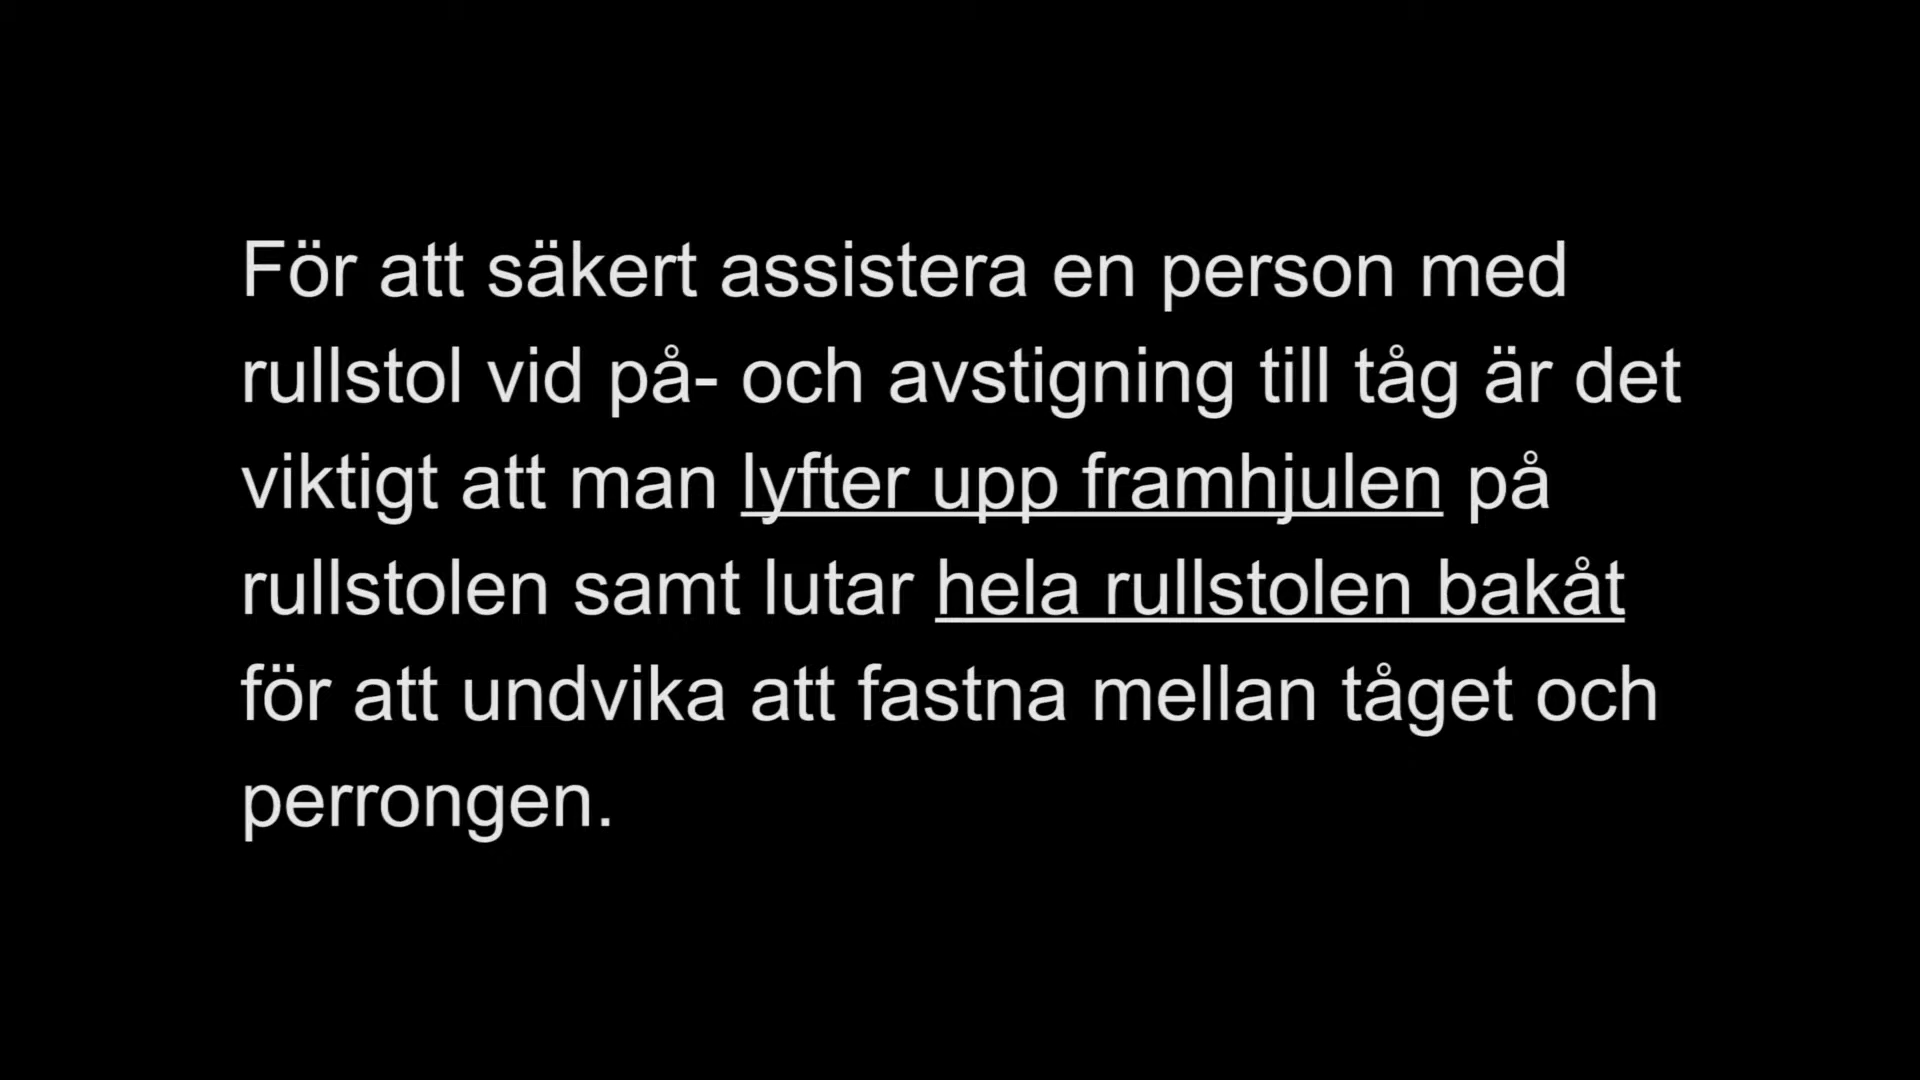 För att säkert assistera en person med
rullstol vid på- och avstigning till tåg är det
viktigt att man lyfter upp framhjulen på
rullstolen samt lutar hela rullstolen bakåt
för att undvika att fastna mellan tåget och
perrongen.